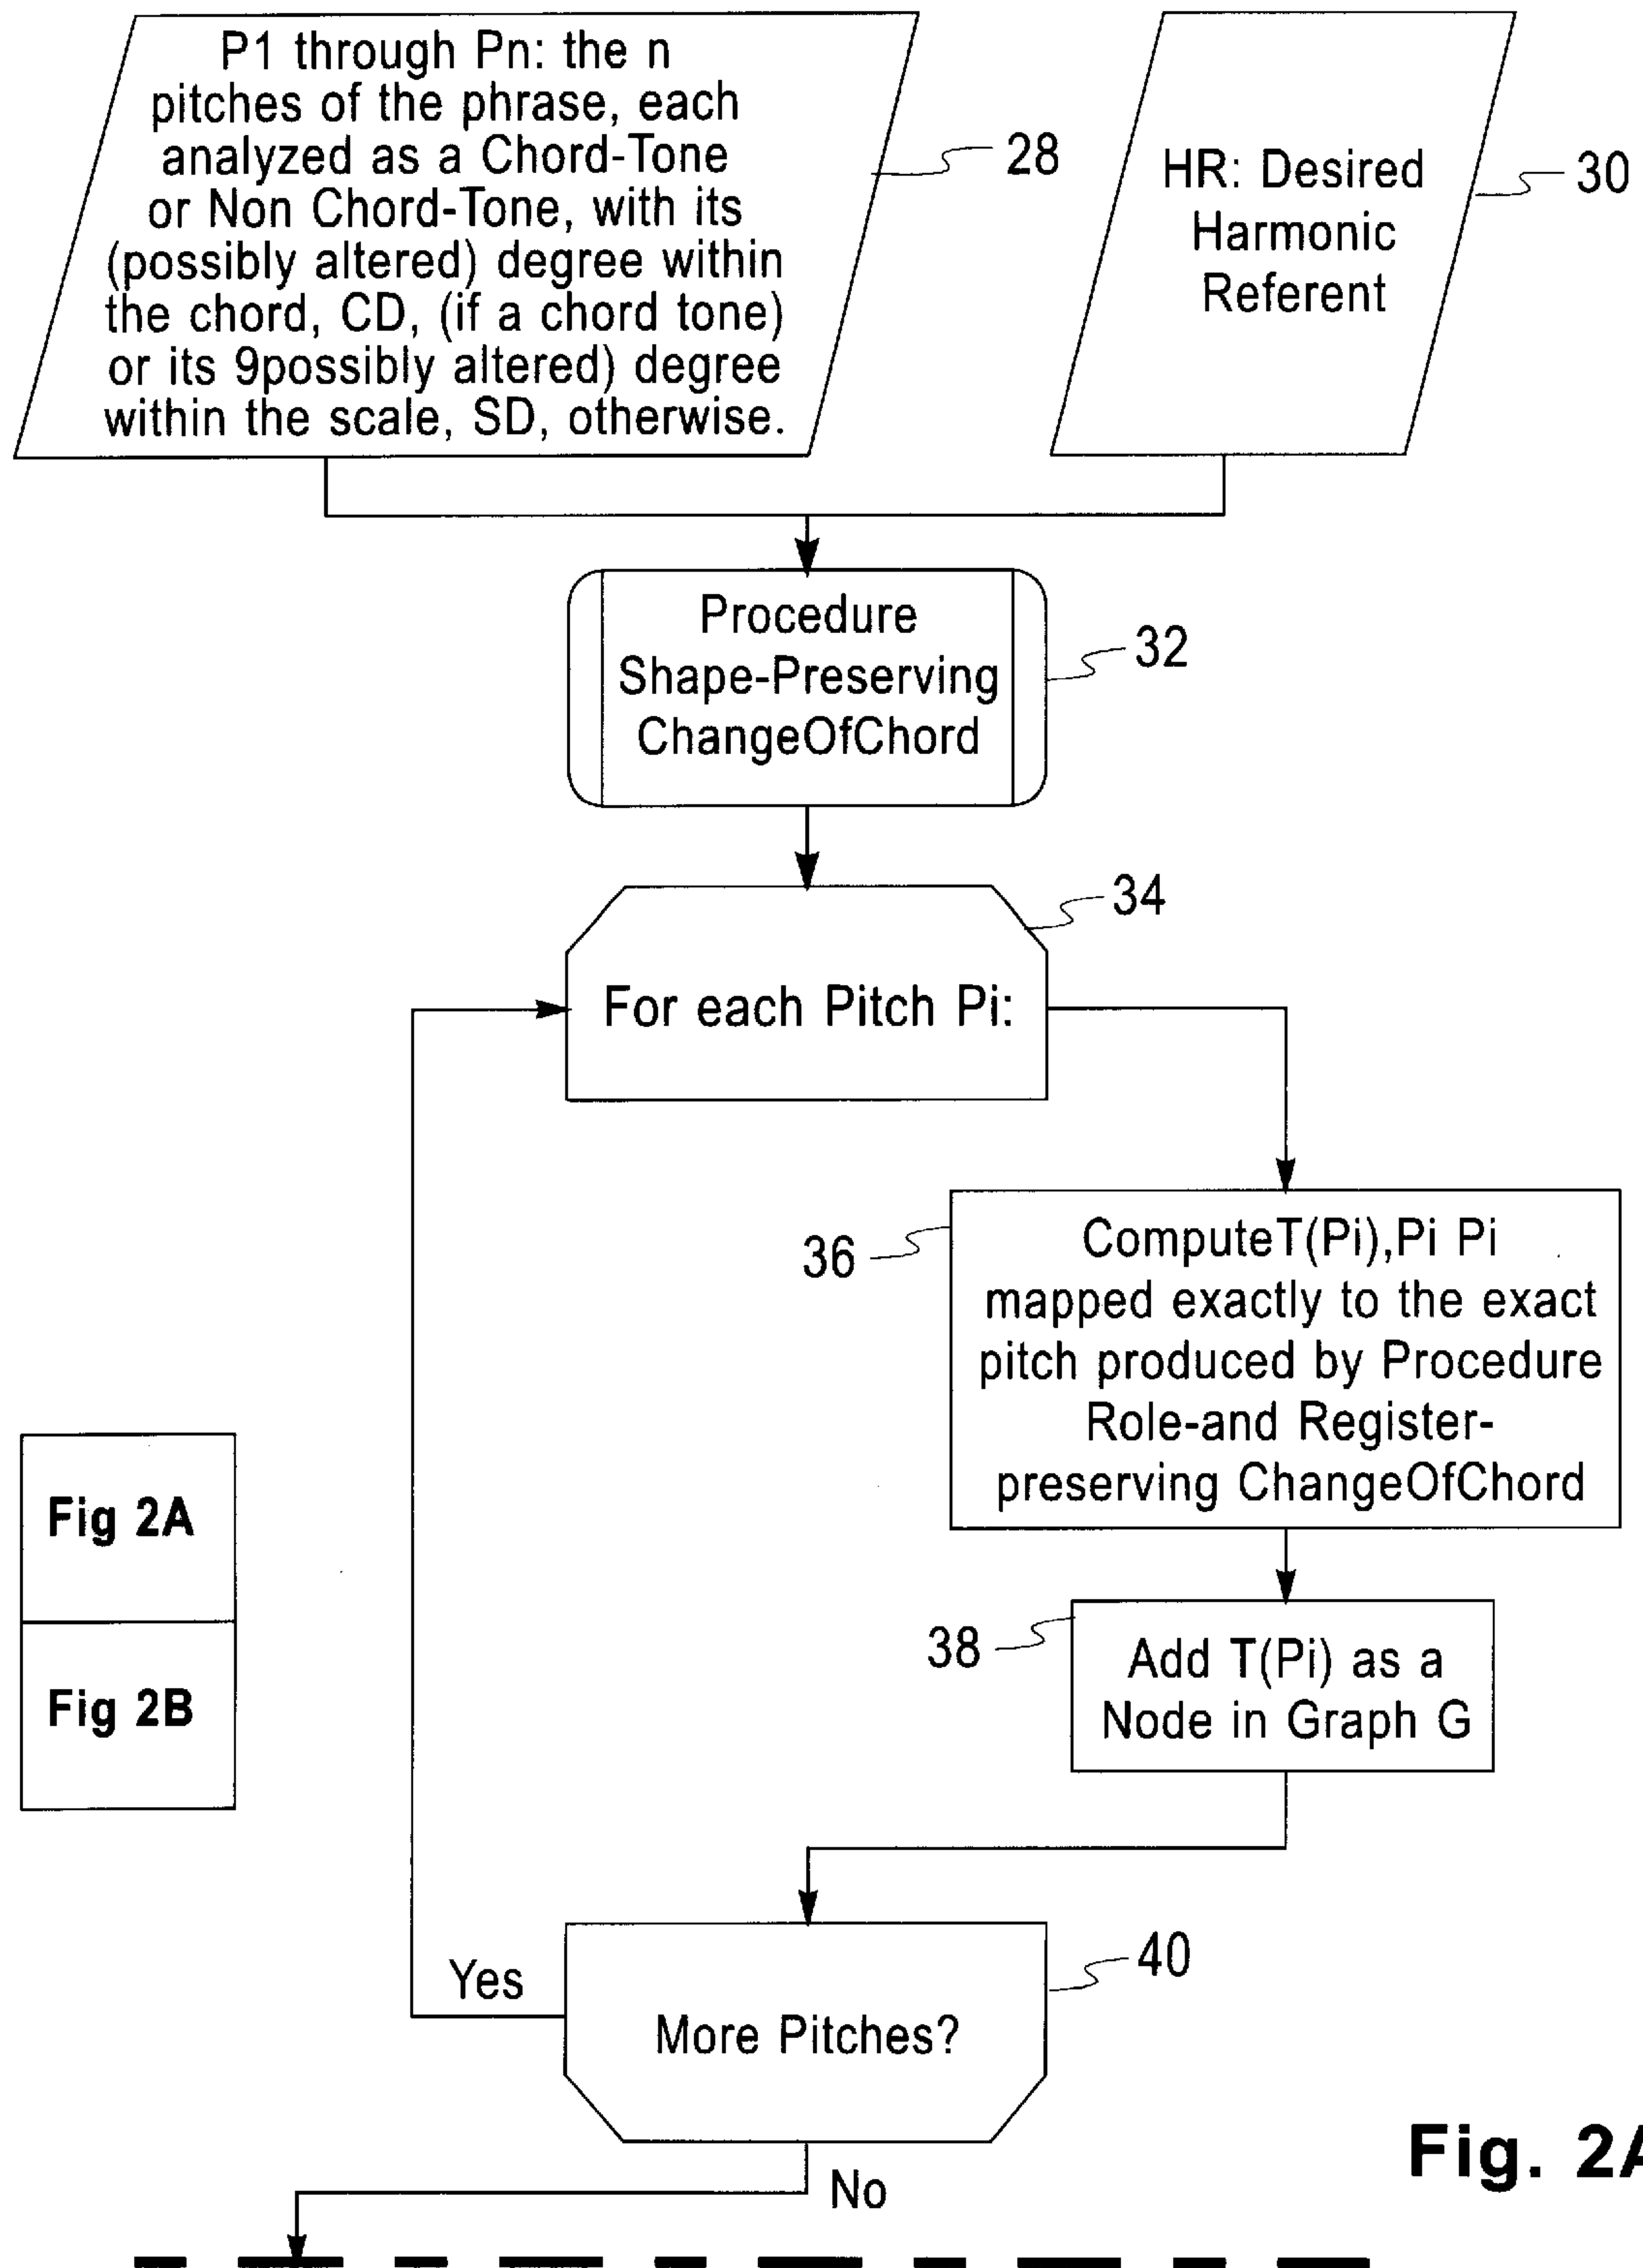 P1 through Pn: the n
pitches of the phrase, each
analyzed as a Chord-Tone
or Non Chord-Tone, with its
(possibly altered) degree within
the chord, CD, (if a chord tone)
or its 9possibly altered) degree
within the scale, SD, otherwise.
28
HR: Desired
Harmonic
Referent
30
Procedure
Shape-Preserving
ChangeOfChord
32
34
For each Pitch Pi:
36
ComputeT(Pi),Pi Pi
mapped exactly to the exact
pitch produced by Procedure
Role-and Register-
preserving ChangeOfChord
38
Add T(Pi) as a
Node in Graph G
Fig 2A
Fig 2B
40
Yes
More Pitches?
No
Fig. 2A